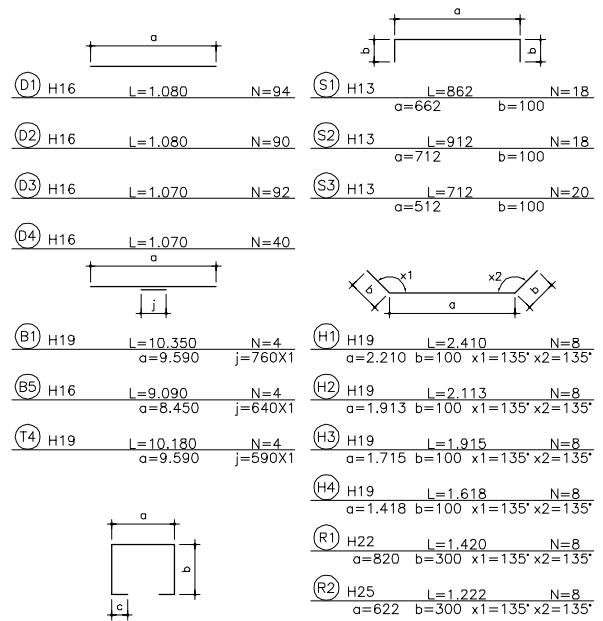 a
D1 H16 L=1.080 N=94
D2 H16 L=1.080 N=90
D3 H16 L=1.070 N=92
D4 H16 L=1.070 N=40
a
j
B1 H19 L=10.350 N=4
a=9.590 j=760X1
B5 H16 L=9.090 N=4
a=8.450 j=640X1
T4 H19 L=10.180 N=4
a=9.590 j=590X1
a
b
c
a
b b
S1 H13 L=862 N=18
a=662 b=100
S2 H13 L=912 N=18
a=712 b=100
S3 H13 L=712 N=20
a=512 b=100
x1 x2
b a b
H1 H19 L=2.410 N=8
a=2.210 b=100 x1=135° x2=135°
H2 H19 L=2.113 N=8
a=1.913 b=100 x1=135° x2=135°
H3 H19 L=1.915 N=8
a=1.715 b=100 x1=135° x2=135°
H4 H19 L=1.618 N=8
a=1.418 b=100 x1=135° x2=135°
R1 H22 L=1.420 N=8
a=820 b=300 x1=135° x2=135°
R2 H25 L=1.222 N=8
a=622 b=300 x1=135° x2=135°